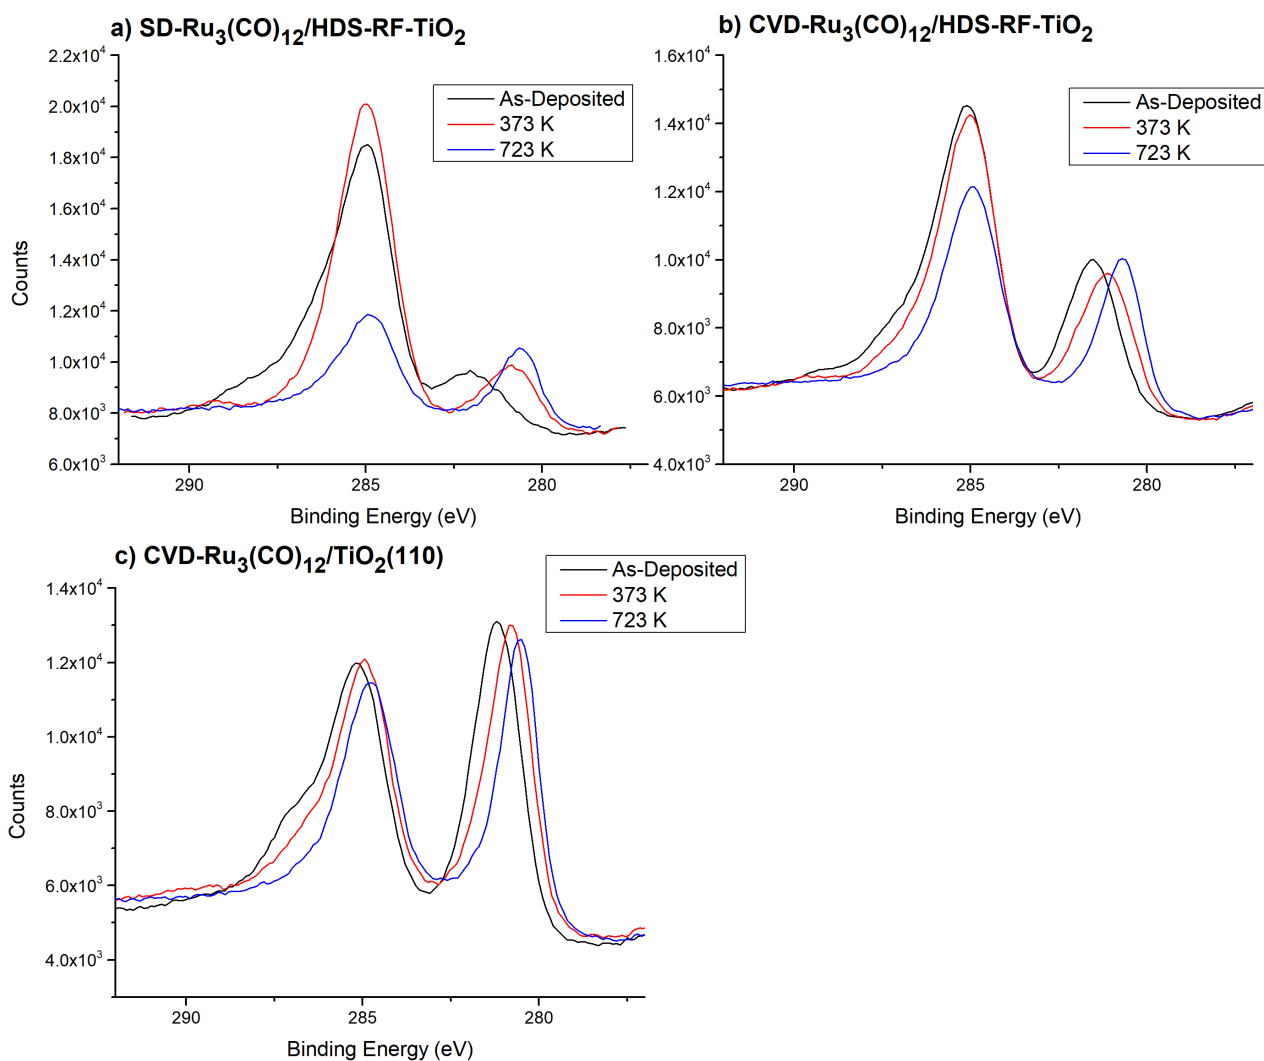 a) SD-Ru3(CO)12/HDS-RF-TiO2
2.2x10^4
2.0x10^4
1.8x10^4
1.6x10^4
1.4x10^4
1.2x10^4
1.0x10^4
8.0x10^3
6.0x10^3
Counts
As-Deposited
373 K
723 K
290 285 280
Binding Energy (eV)
b) CVD-Ru3(CO)12/HDS-RF-TiO2
1.6x10^4
1.4x10^4
1.2x10^4
1.0x10^4
8.0x10^3
6.0x10^3
4.0x10^3
As-Deposited
373 K
723 K
290 285 280
Binding Energy (eV)
c) CVD-Ru3(CO)12/TiO2(110)
1.4x10^4
1.2x10^4
1.0x10^4
8.0x10^3
6.0x10^3
4.0x10^3
Counts
As-Deposited
373 K
723 K
290 285 280
Binding Energy (eV)